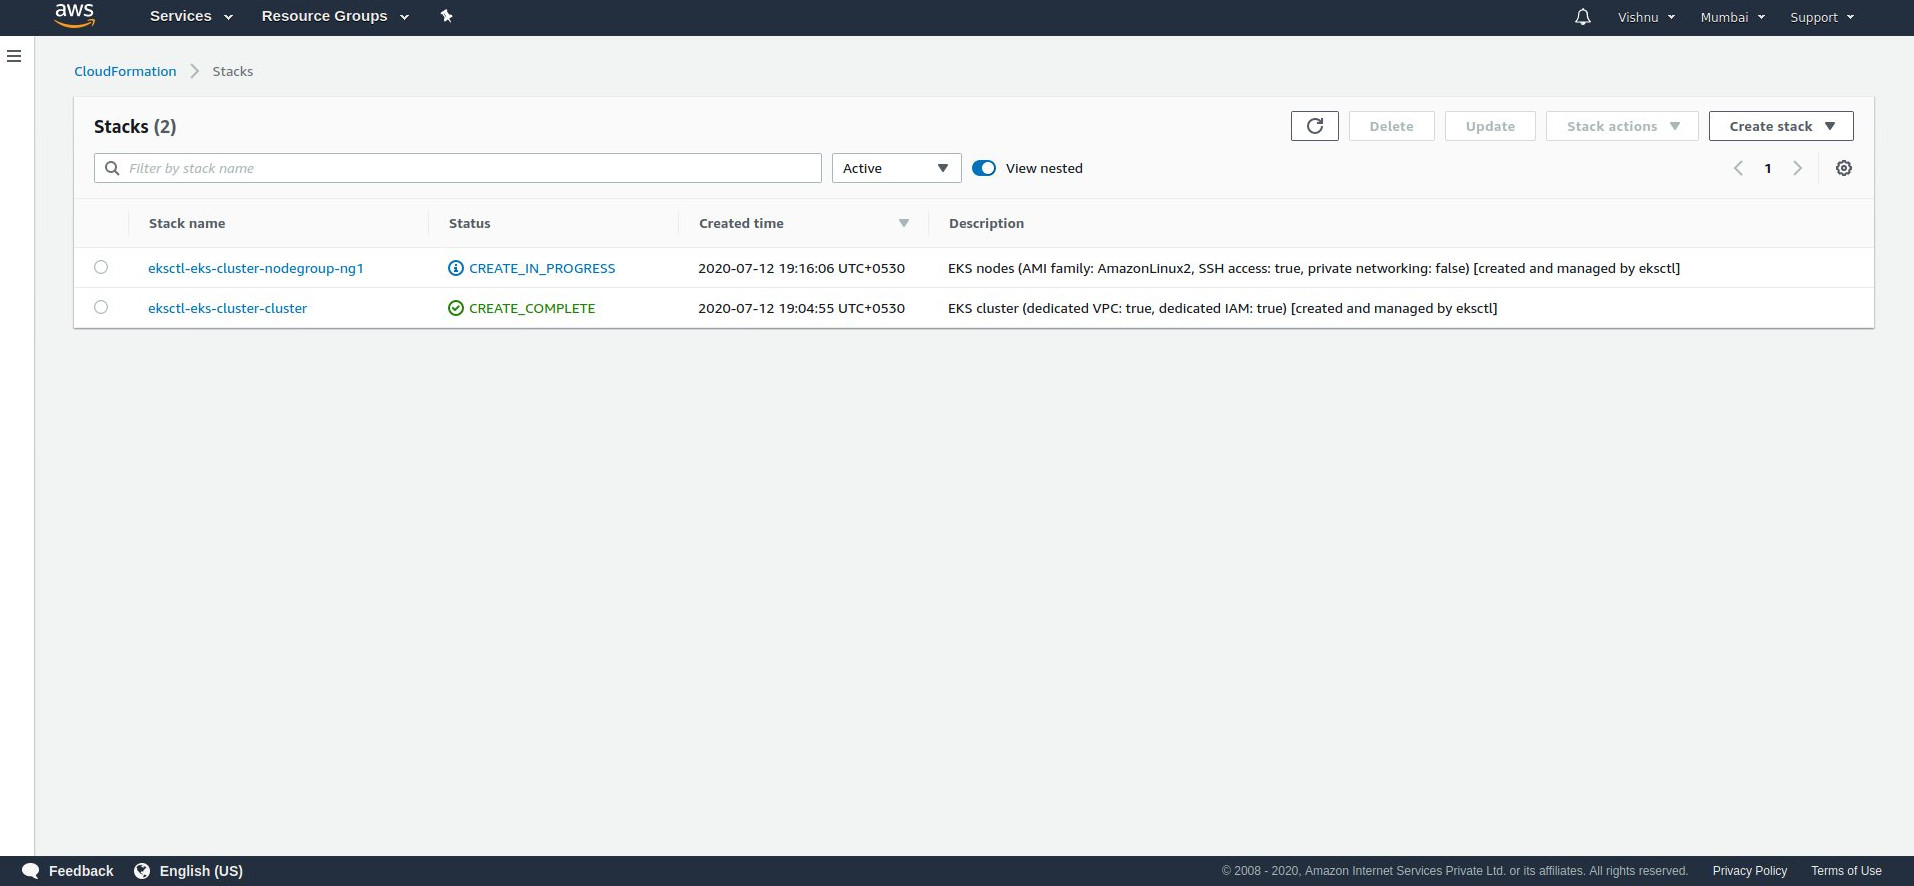 aws Services Resource Groups Vishnu Mumbai Support
CloudFormation Stacks
Stacks (2) Delete Update Stack actions Create stack
Filter by stack name Active View nested 1
Stack name Status Created time Description
eksctl-eks-cluster-nodegroup-ng1 CREATE_IN_PROGRESS 2020-07-12 19:16:06 UTC+0530 EKS nodes (AMI family: AmazonLinux2, SSH access: true, private networking: false) [created and managed by eksctl]
eksctl-eks-cluster-cluster CREATE_COMPLETE 2020-07-12 19:04:55 UTC+0530 EKS cluster (dedicated VPC: true, dedicated IAM: true) [created and managed by eksctl]
Feedback English (US) © 2008 - 2020, Amazon Internet Services Private Ltd. or its affiliates. All rights reserved. Privacy Policy Terms of Use